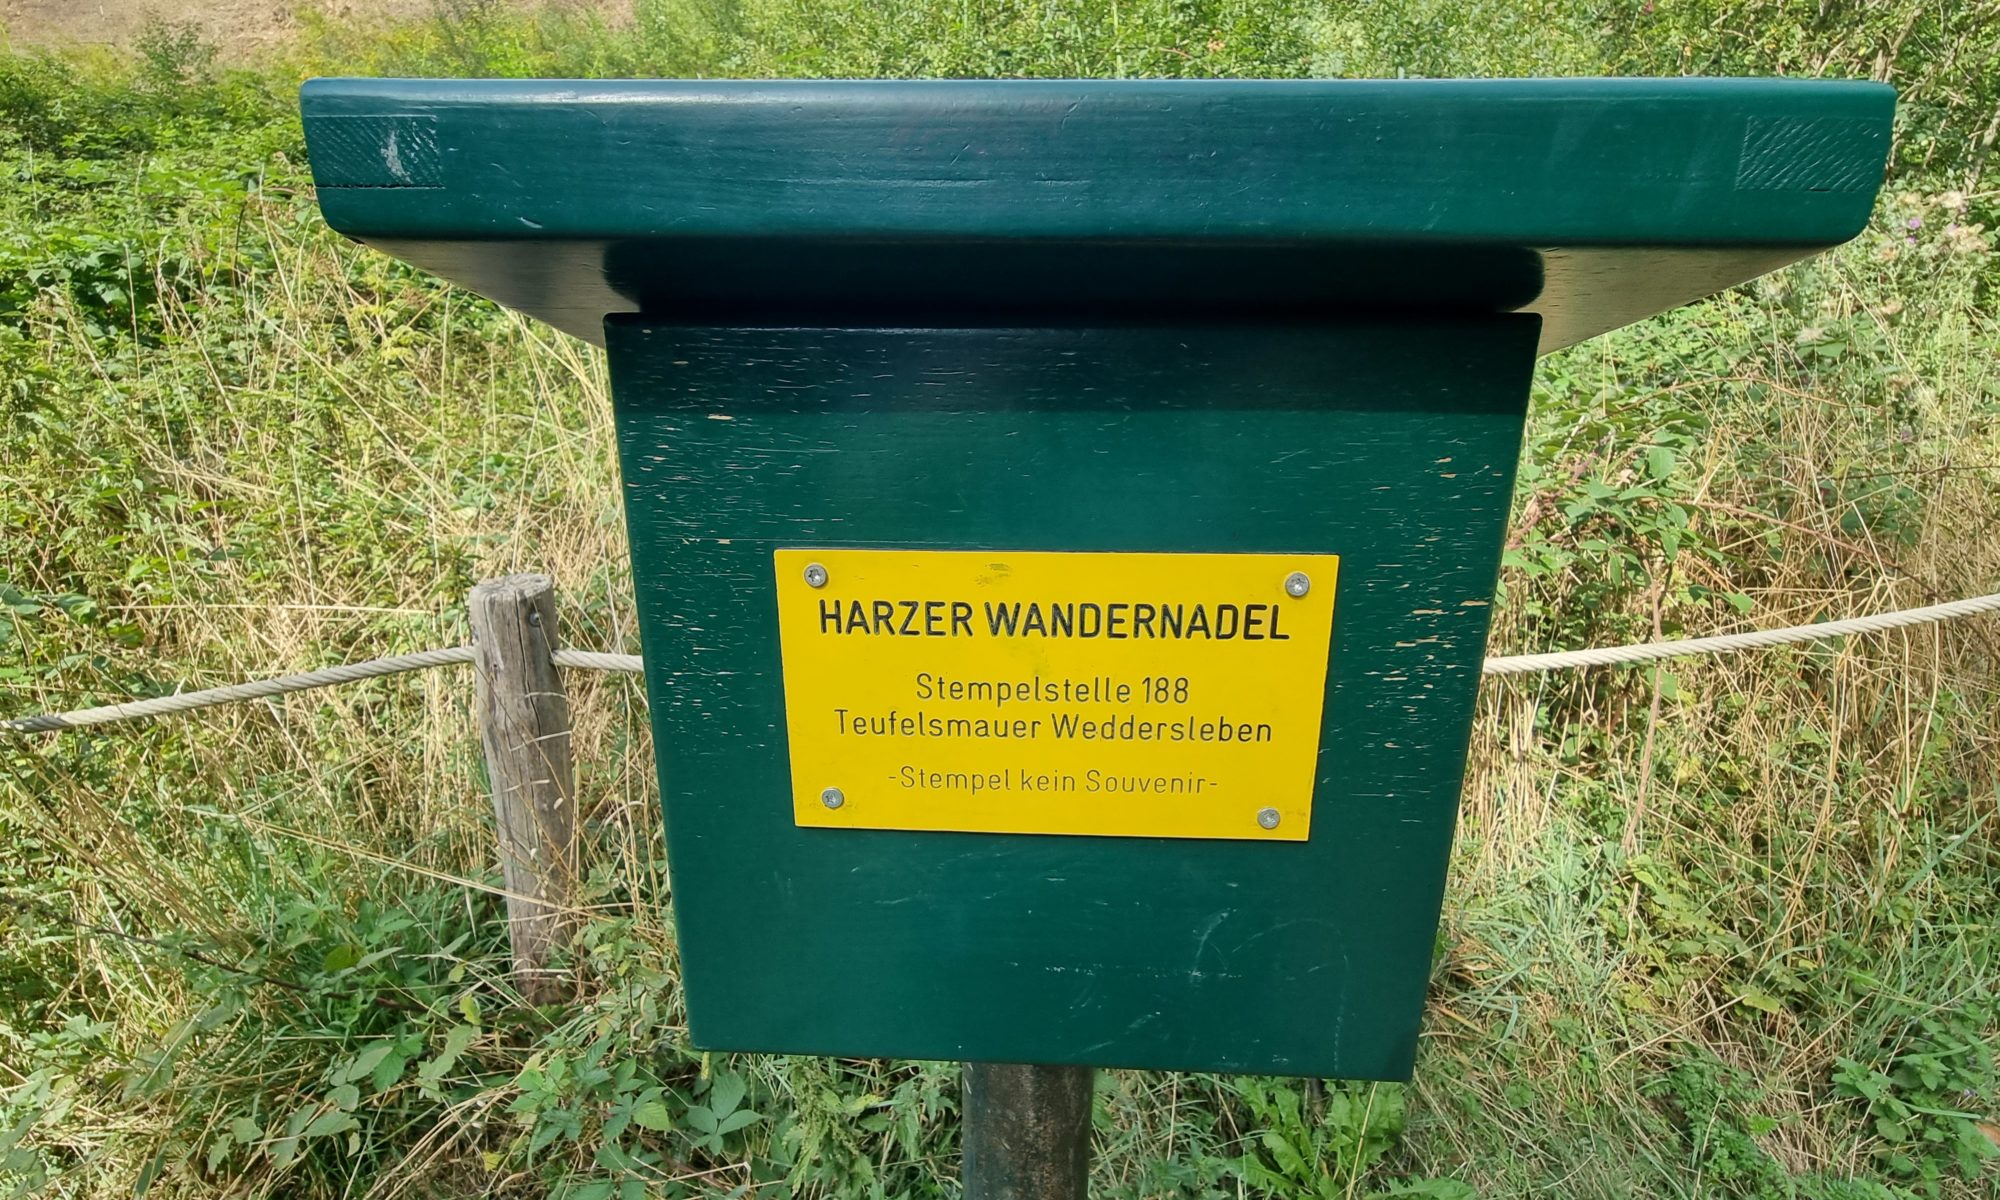 HARZER WANDERNADEL
Stempelstelle 188
Teufelsmauer Weddersleben
-Stempel kein Souvenir-